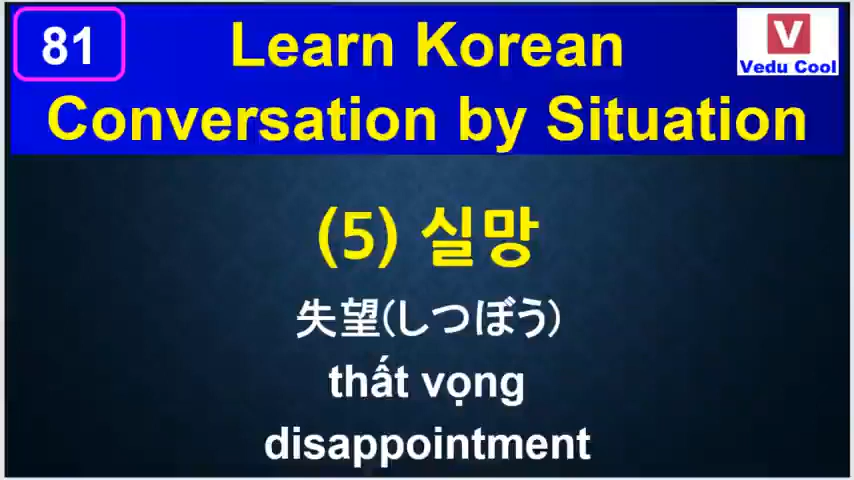 81
Learn Korean
Conversation by Situation
V
Vedu Cool
(5) 실망
失望(しつぼう)
thất vọng
disappointment